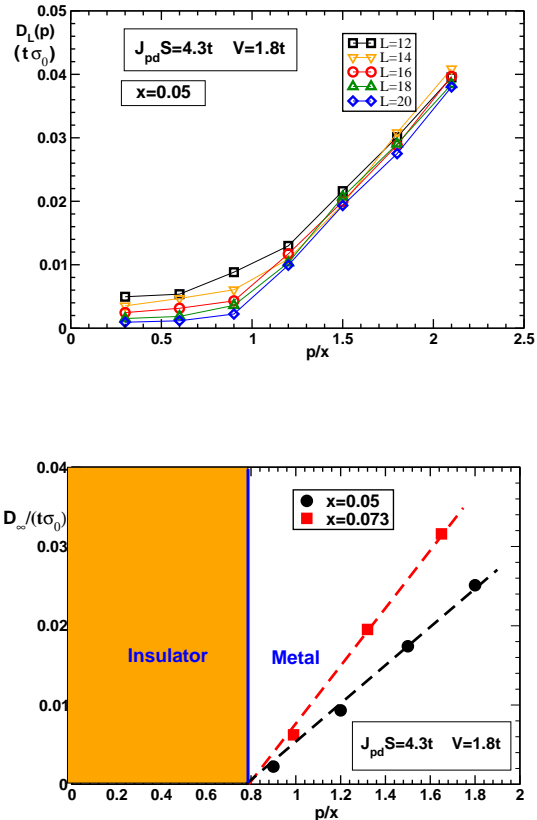 D_L(p)
(tσ_0)
0.05
0.04
0.03
0.02
0.01
0
J_pdS=4.3t V=1.8t
x=0.05
L=12
L=14
L=16
L=18
L=20
0 0.5 1 1.5 2 2.5
p/x
D_∞/(tσ_0)
0.04
0.03
0.02
0.01
0
x=0.05
x=0.073
Insulator
Metal
J_pdS=4.3t V=1.8t
0 0.2 0.4 0.6 0.8 1 1.2 1.4 1.6 1.8 2
p/x